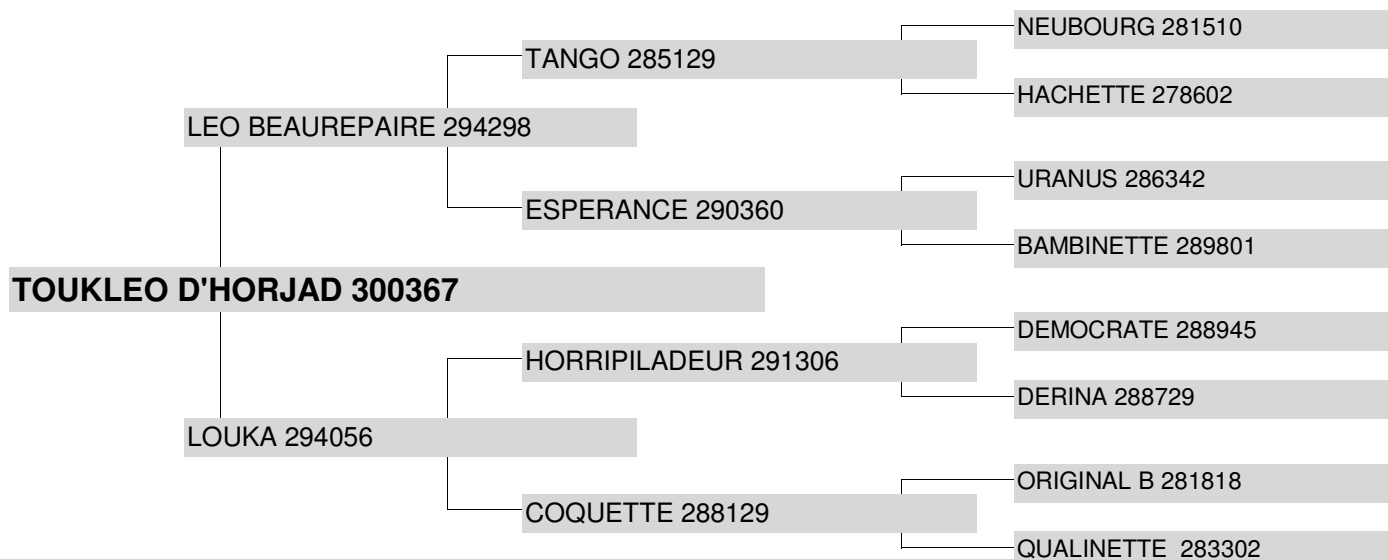 NEUBOURG 281510
TANGO 285129
HACHETTE 278602
LEO BEAUREPAIRE 294298
URANUS 286342
ESPERANCE 290360
BAMBINETTE 289801
TOUKLEO D'HORJAD 300367
DEMOCRATE 288945
HORRIPILADEUR 291306
DERINA 288729
LOUKA 294056
ORIGINAL B 281818
COQUETTE 288129
QUALINETTE 283302